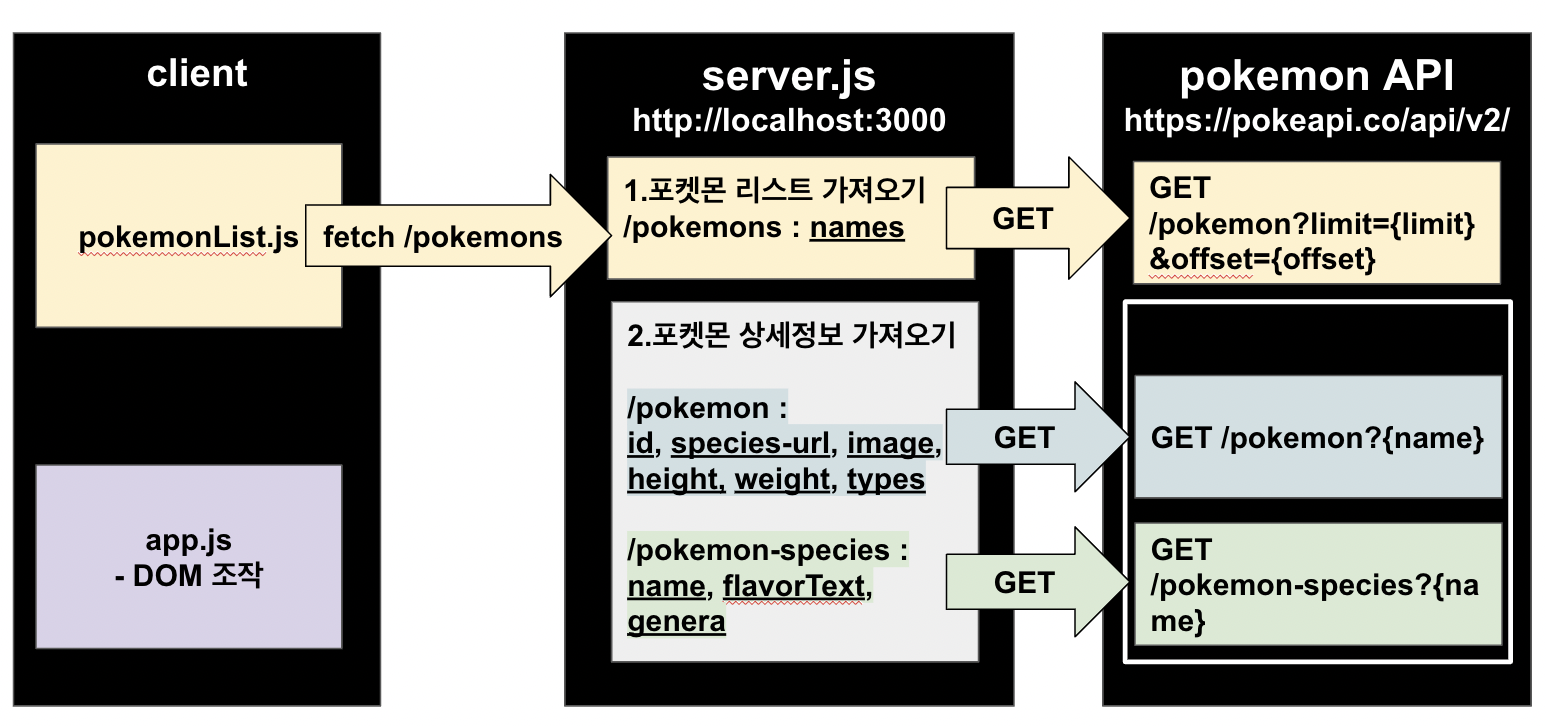 client
pokemonList.js
fetch /pokemons
app.js
- DOM 조작
server.js
http://localhost:3000
1.포켓몬 리스트 가져오기
/pokemons : names
GET
2.포켓몬 상세정보 가져오기
/pokemon :
id, species-url, image,
height, weight, types
GET
/pokemon-species :
name, flavorText,
genera
GET
pokemon API
https://pokeapi.co/api/v2/
GET
/pokemon?limit={limit}
&offset={offset}
GET /pokemon?{name}
GET
/pokemon-species?{na
me}